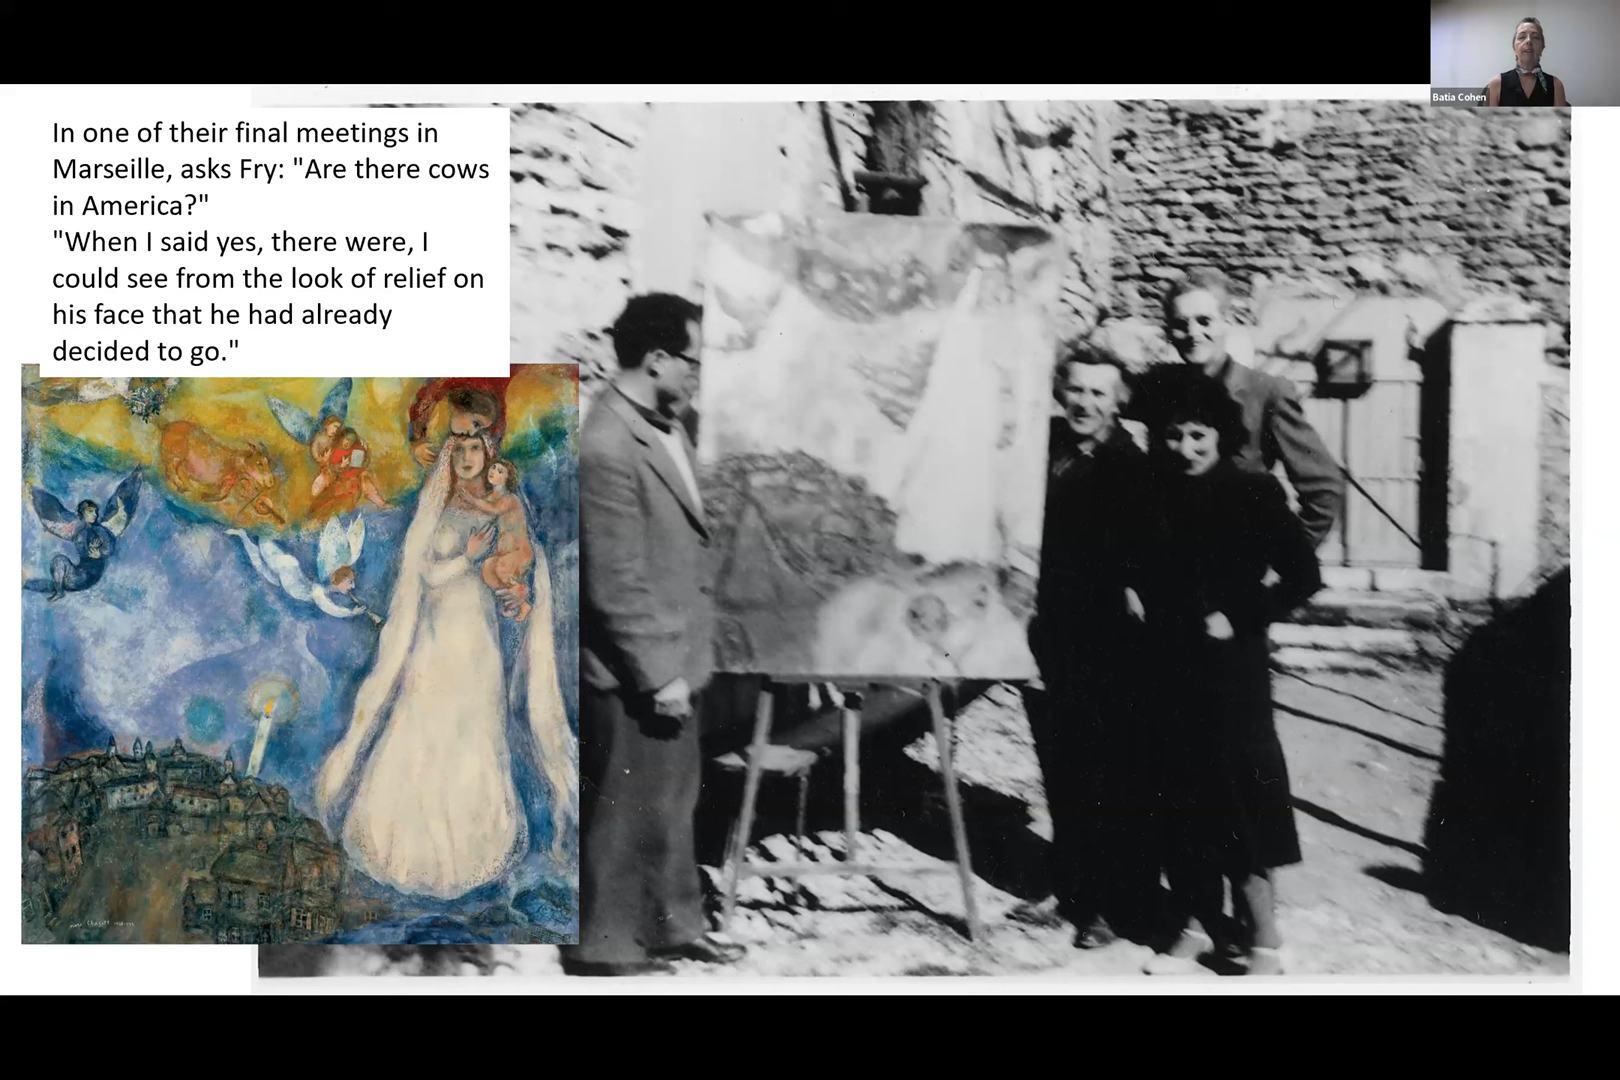 In one of their final meetings in
Marseille, asks Fry: "Are there cows
in America?"
"When I said yes, there were, I
could see from the look of relief on
his face that he had already
decided to go."
Batia Cohen
Marc Chagall